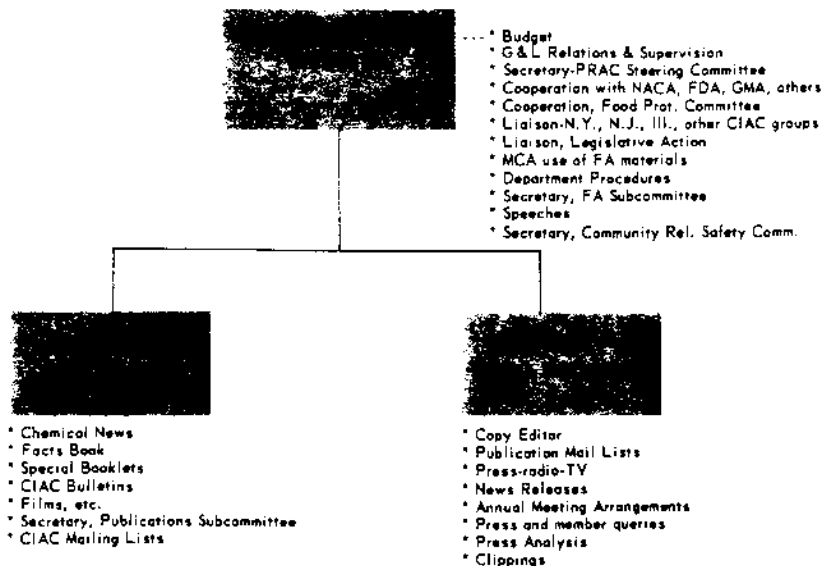 * Budget
* G&L Relations & Supervision
* Secretary-PRAC Steering Committee
* Cooperation with NACA, FDA, GMA, others
* Cooperation, Food Prot. Committee
* Liaison-N.Y., N.J., Ill., other CIAC groups
* Liaison, Legislative Action
* MCA use of FA materials
* Department Procedures
* Secretary, FA Subcommittee
* Speeches
* Secretary, Community Rel. Safety Comm.
* Chemical News
* Facts Book
* Special Booklets
* CIAC Bulletins
* Films, etc.
* Secretary, Publications Subcommittee
* CIAC Mailing Lists
* Copy Editor
* Publication Mail Lists
* Press-radio-TV
* News Releases
* Annual Meeting Arrangements
* Press and member queries
* Press Analysis
* Clippings